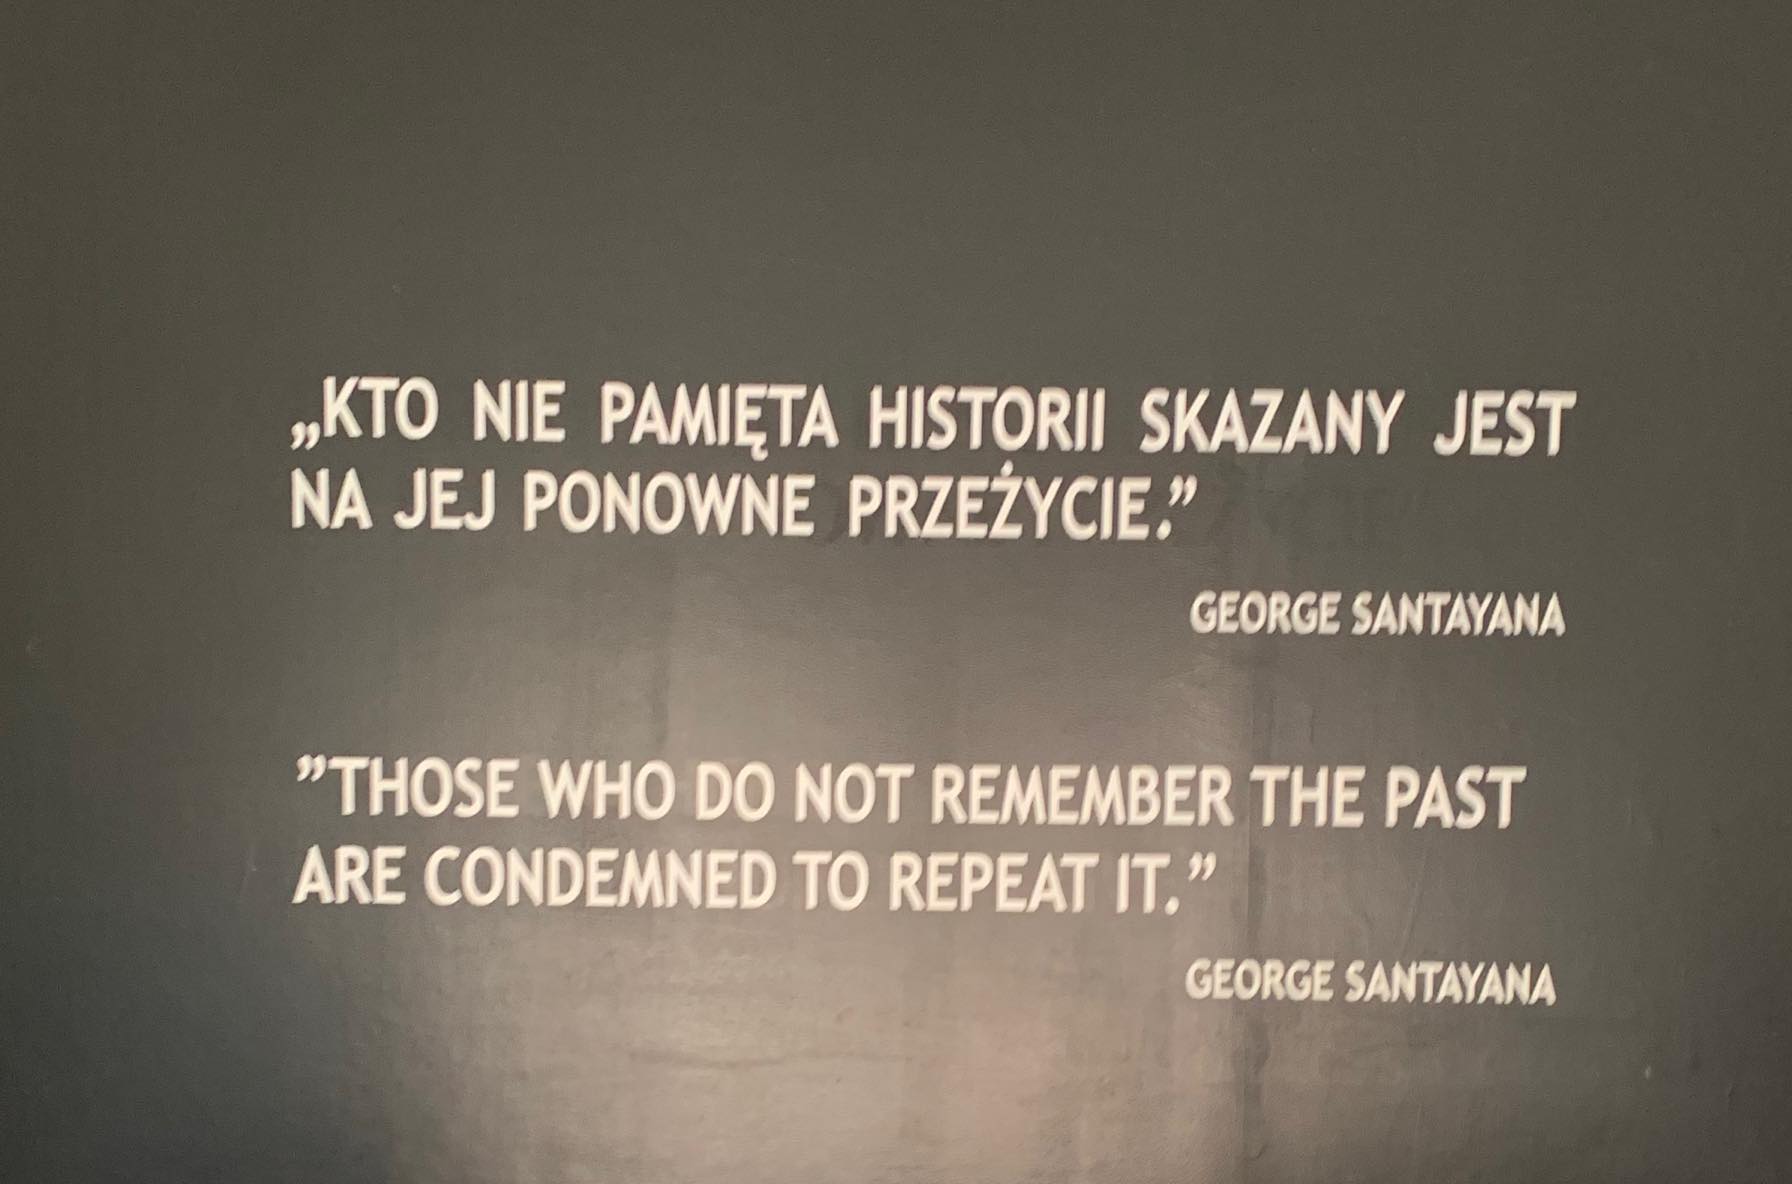 „KTO NIE PAMIĘTA HISTORII SKAZANY JEST
NA JEJ PONOWNE PRZEŻYCIE.”
GEORGE SANTAYANA
”THOSE WHO DO NOT REMEMBER THE PAST
ARE CONDEMNED TO REPEAT IT.”
GEORGE SANTAYANA